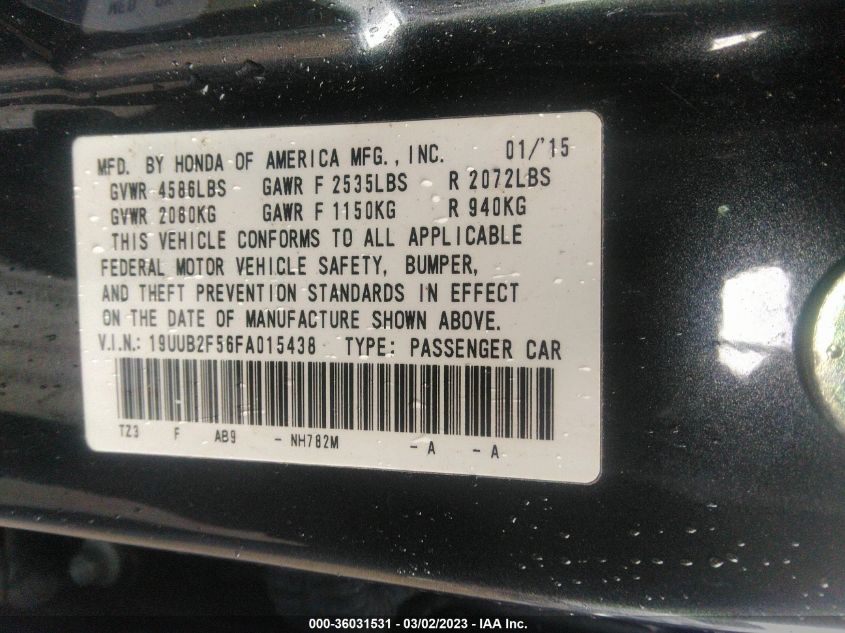 MFD. BY HONDA OF AMERICA MFG., INC. 01/'15
GVWR 4586LBS GAWR F 2535LBS R 2072LBS
GVWR 2080KG GAWR F 1150KG R 940KG
THIS VEHICLE CONFORMS TO ALL APPLICABLE
FEDERAL MOTOR VEHICLE SAFETY, BUMPER,
AND THEFT PREVENTION STANDARDS IN EFFECT
ON THE DATE OF MANUFACTURE SHOWN ABOVE.
V.I.N.: 19UUB2F56FA015438 TYPE: PASSENGER CAR
TZ3 F AB9 - NH782M - A - A
000-36031531 — 03/02/2023 — IAA Inc.